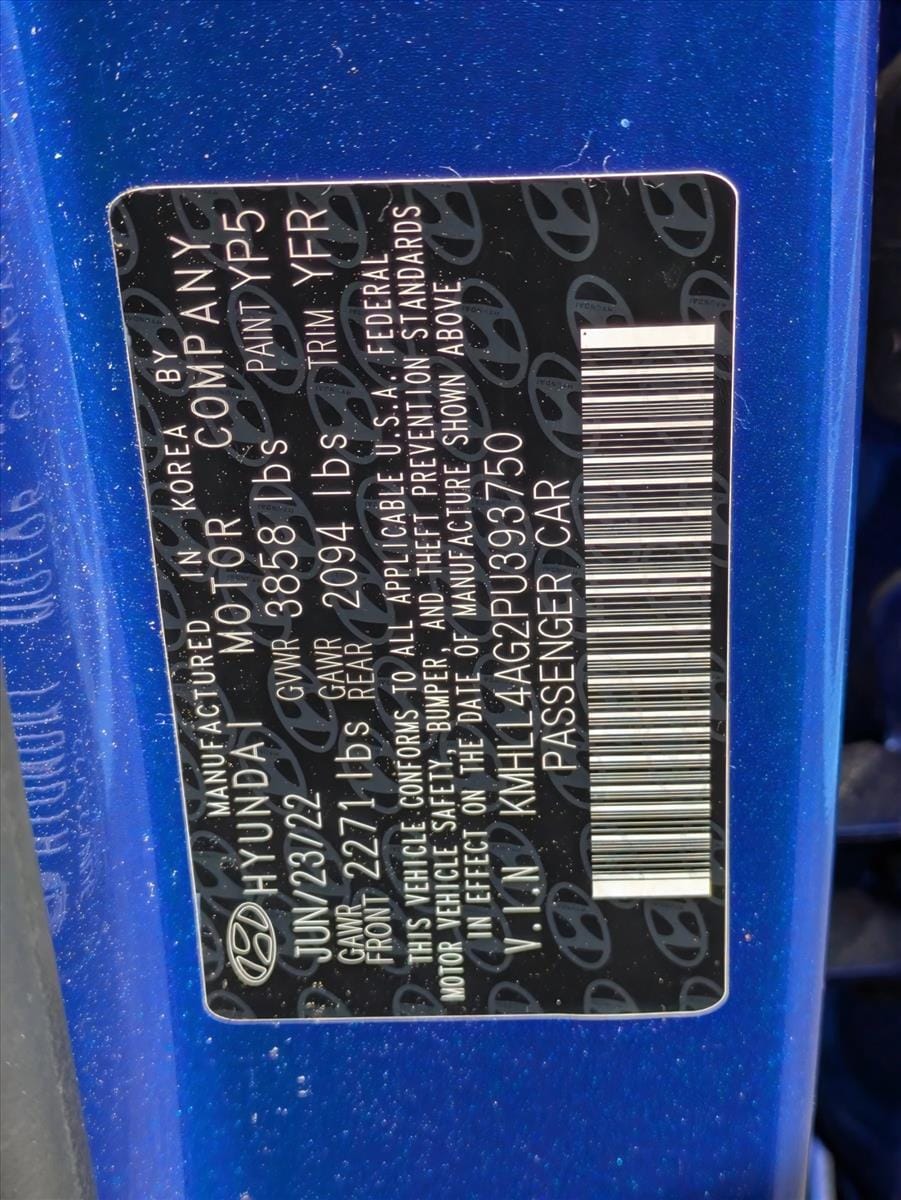 MANUFACTURED IN KOREA BY
HYUNDAI MOTOR COMPANY
JUN/23/22 GVWR 3858 lbs PAINT YP5
GAWR FRONT 2271 lbs GAWR REAR 2094 lbs TRIM YFR
THIS VEHICLE CONFORMS TO ALL APPLICABLE U.S.A. FEDERAL
MOTOR VEHICLE SAFETY, BUMPER, AND THEFT PREVENTION STANDARDS
IN EFFECT ON THE DATE OF MANUFACTURE SHOWN ABOVE
V.I.N KMHLL4AG2PU393750
PASSENGER CAR